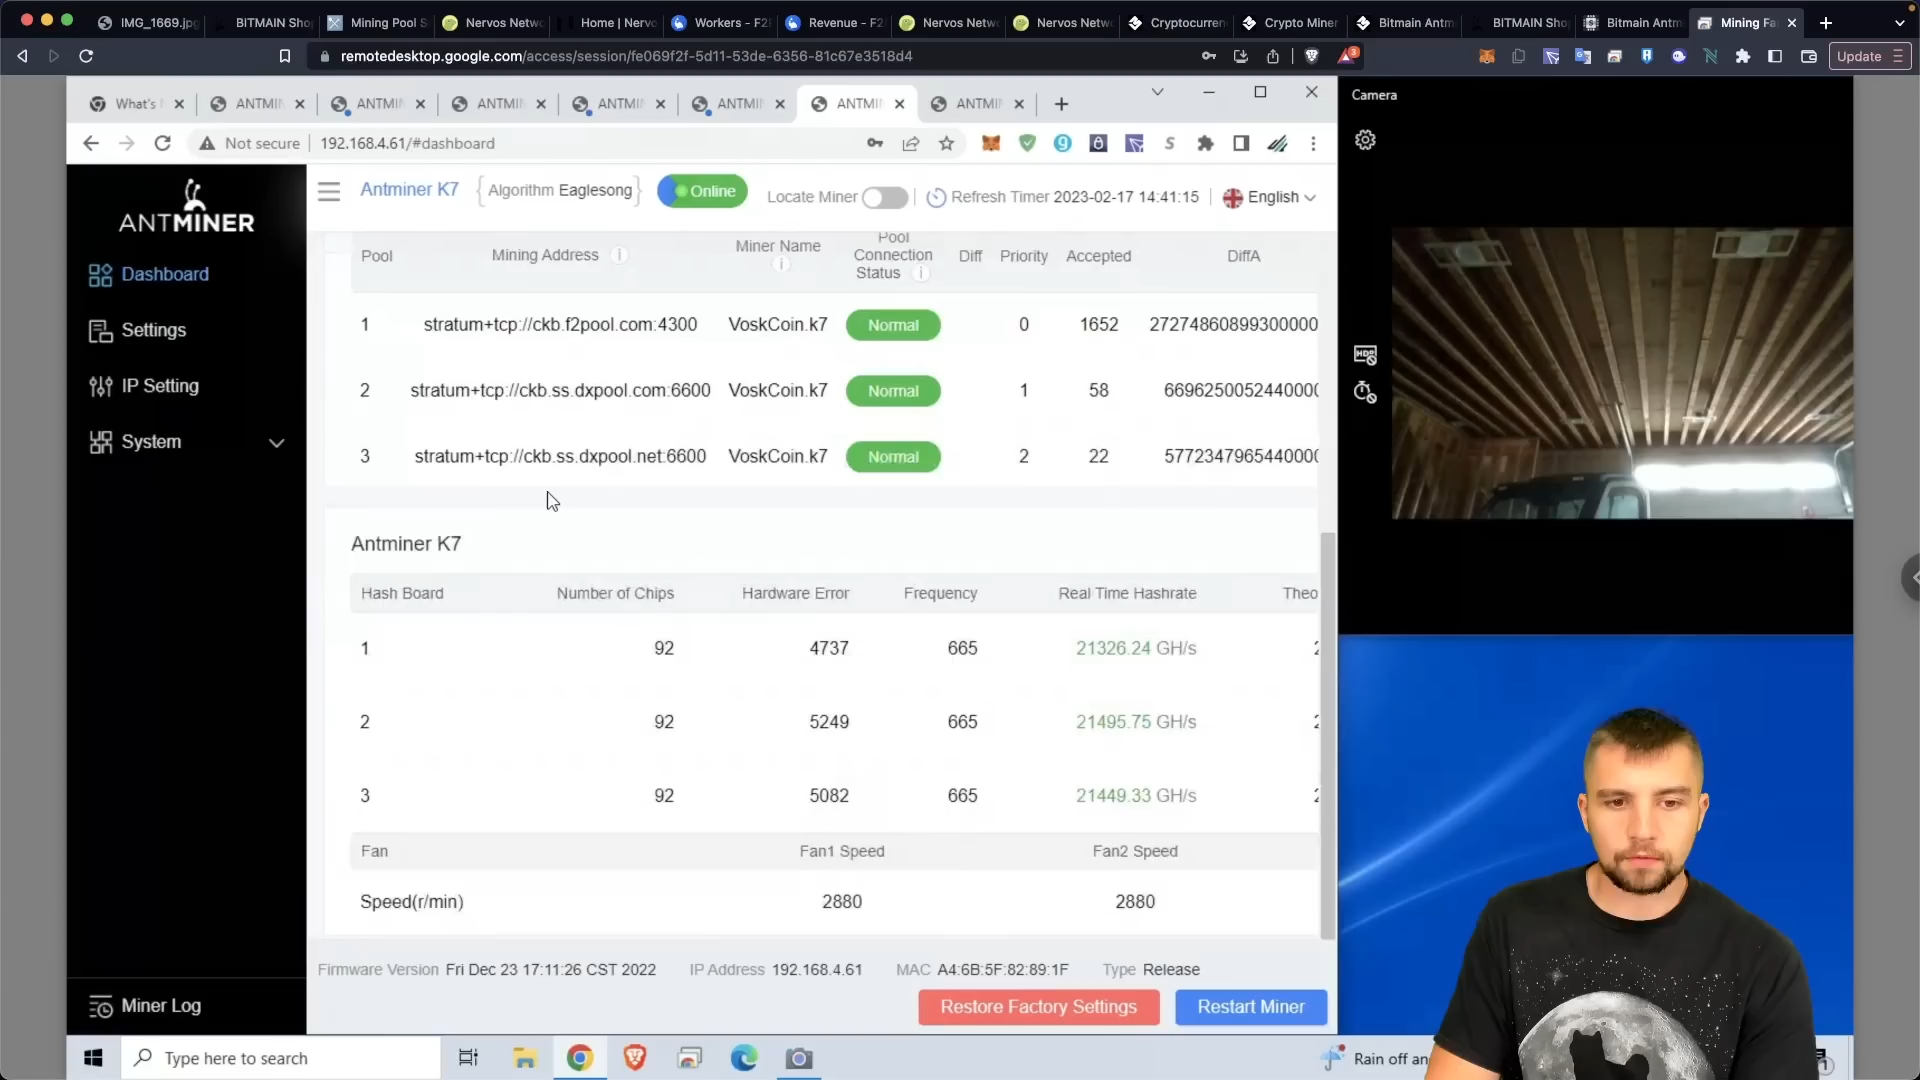 IMG_1669.jp
BITMAIN Sho
Mining Pool S
Nervos Netwo
Home | Nervo
Workers - F2
Revenue - F2
Nervos Netw
Nervos Netwo
Cryptocurren
Crypto Miner
Bitmain Antm
BITMAIN Sho
Bitmain Antm
Mining Fa
remotedesktop.google.com/access/session/fe069f2f-5d11-53de-6356-81c67e3518d4
3
Update
What's
ANTMI
ANTMI
ANTMI
ANTMI
ANTMI
ANTMI
ANTMI
Not secure
192.168.4.61/#dashboard
Camera
ANTMINER
Antminer K7
Algorithm Eaglesong
Online
Locate Miner
Refresh Timer 2023-02-17 14:41:15
English
Dashboard
Settings
IP Setting
System
Miner Log
Pool
Mining Address
Miner Name
Pool Connection Status
Diff
Priority
Accepted
DiffA
1 stratum+tcp://ckb.f2pool.com:4300 VoskCoin.k7 Normal 0 1652 27274860899300000
2 stratum+tcp://ckb.ss.dxpool.com:6600 VoskCoin.k7 Normal 1 58 669625005244000
3 stratum+tcp://ckb.ss.dxpool.net:6600 VoskCoin.k7 Normal 2 22 577234796544000
HDR
Antminer K7
Hash Board Number of Chips Hardware Error Frequency Real Time Hashrate Theo
1 92 4737 665 21326.24 GH/s
2 92 5249 665 21495.75 GH/s
3 92 5082 665 21449.33 GH/s
Fan Fan1 Speed Fan2 Speed
Speed(r/min) 2880 2880
Firmware Version Fri Dec 23 17:11:26 CST 2022 IP Address 192.168.4.61 MAC A4:6B:5F:82:89:1F Type Release
Restore Factory Settings
Restart Miner
Type here to search
Rain off an
1